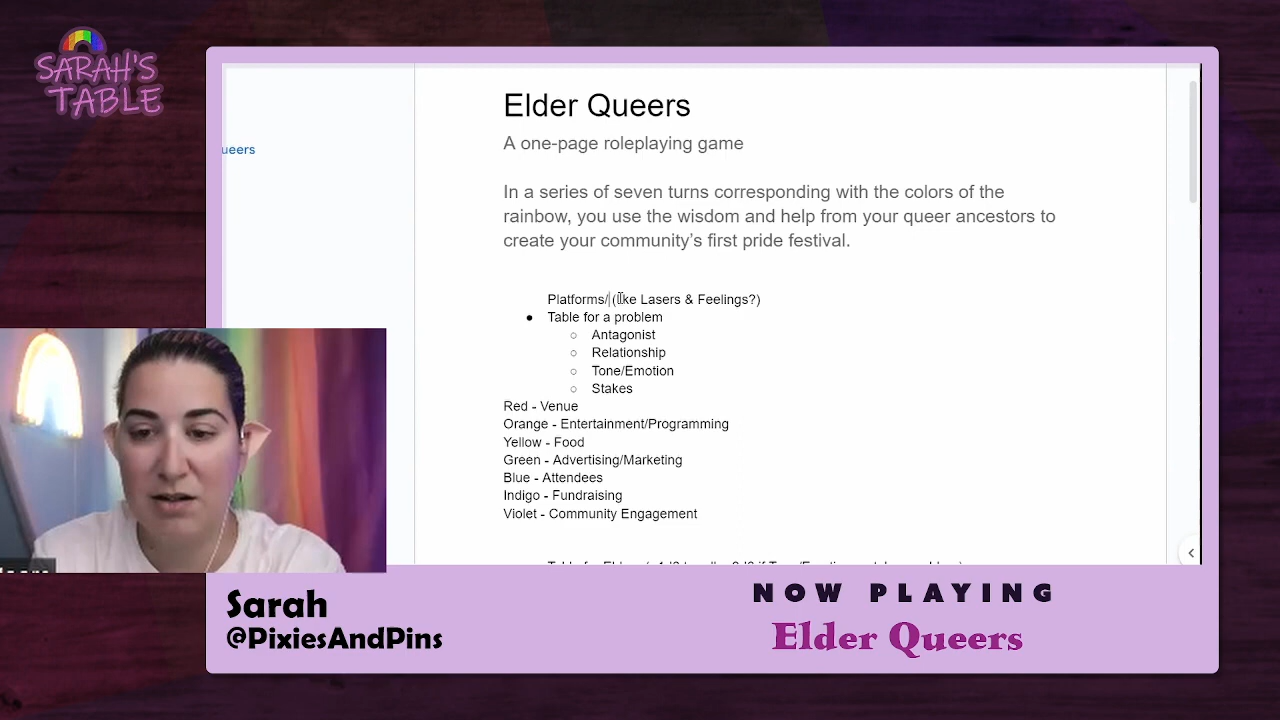 SARAH'S
TABLE
ueers
Elder Queers
A one-page roleplaying game
In a series of seven turns corresponding with the colors of the
rainbow, you use the wisdom and help from your queer ancestors to
create your community's first pride festival.
Platforms/ (like Lasers & Feelings?)
Table for a problem
Antagonist
Relationship
Tone/Emotion
Stakes
Red - Venue
Orange - Entertainment/Programming
Yellow - Food
Green - Advertising/Marketing
Blue - Attendees
Indigo - Fundraising
Violet - Community Engagement
Sarah
@PixiesAndPins
NOW PLAYING
Elder Queers